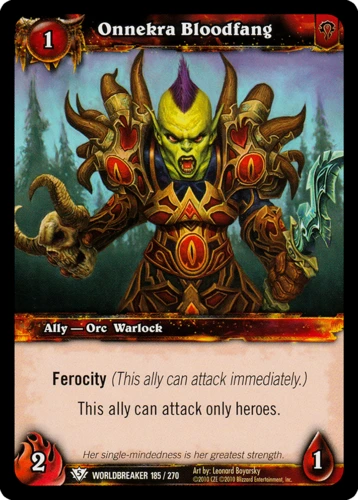 1
Onnekra Bloodfang
Ally — Orc Warlock
Ferocity (This ally can attack immediately.)
This ally can attack only heroes.
Her single-mindedness is her greatest strength.
2
WORLDBREAKER 185 / 270
Art by: Leonard Boyarsky
©2010 CZE ©2010 Blizzard Entertainment, Inc.
1